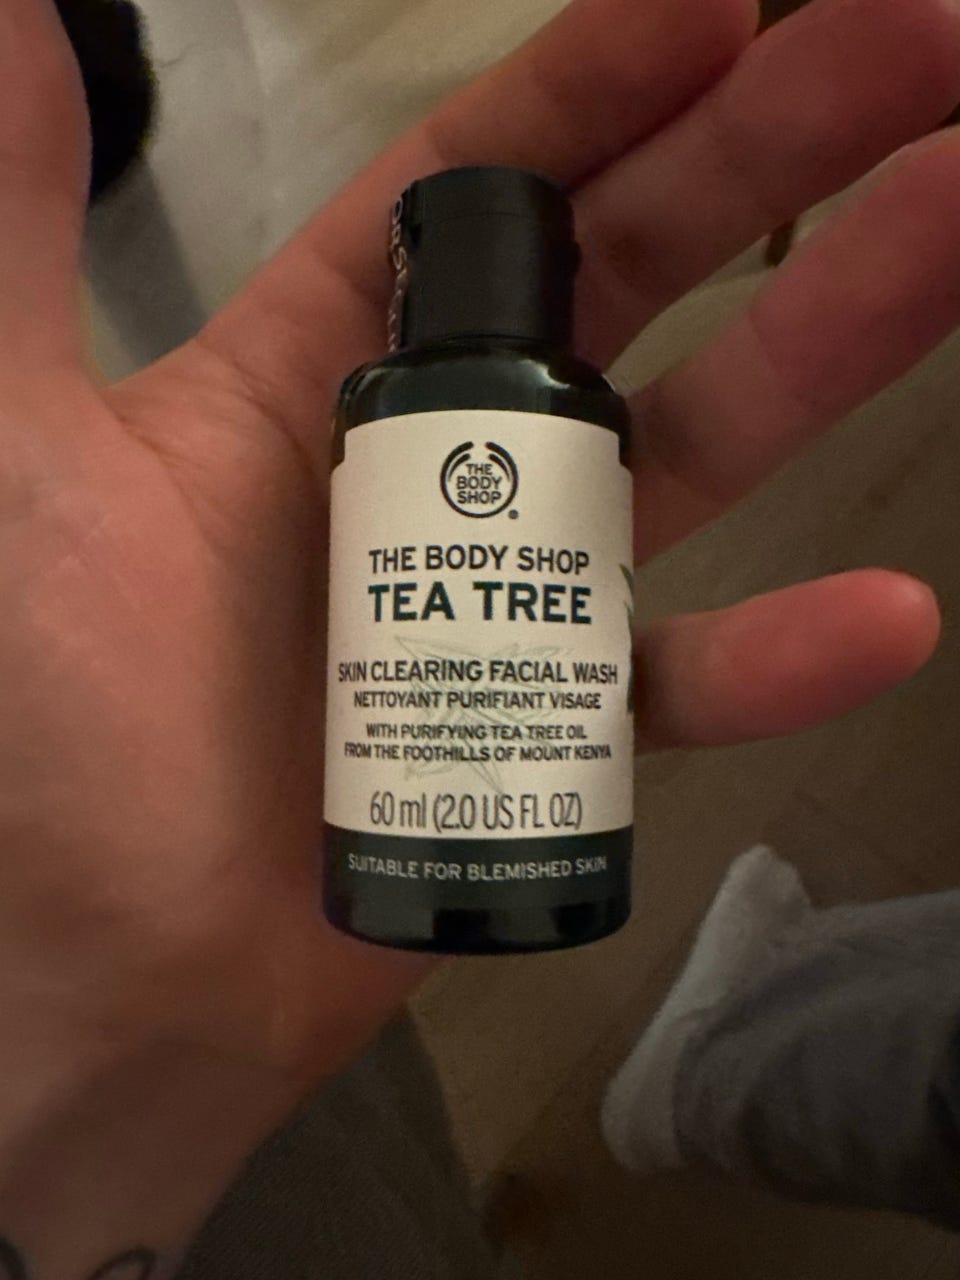 THE
BODY
SHOP
®
THE BODY SHOP
TEA TREE
SKIN CLEARING FACIAL WASH
NETTOYANT PURIFIANT VISAGE
WITH PURIFYING TEA TREE OIL
FROM THE FOOTHILLS OF MOUNT KENYA
60 ml (2.0 US FL OZ)
SUITABLE FOR BLEMISHED SKIN